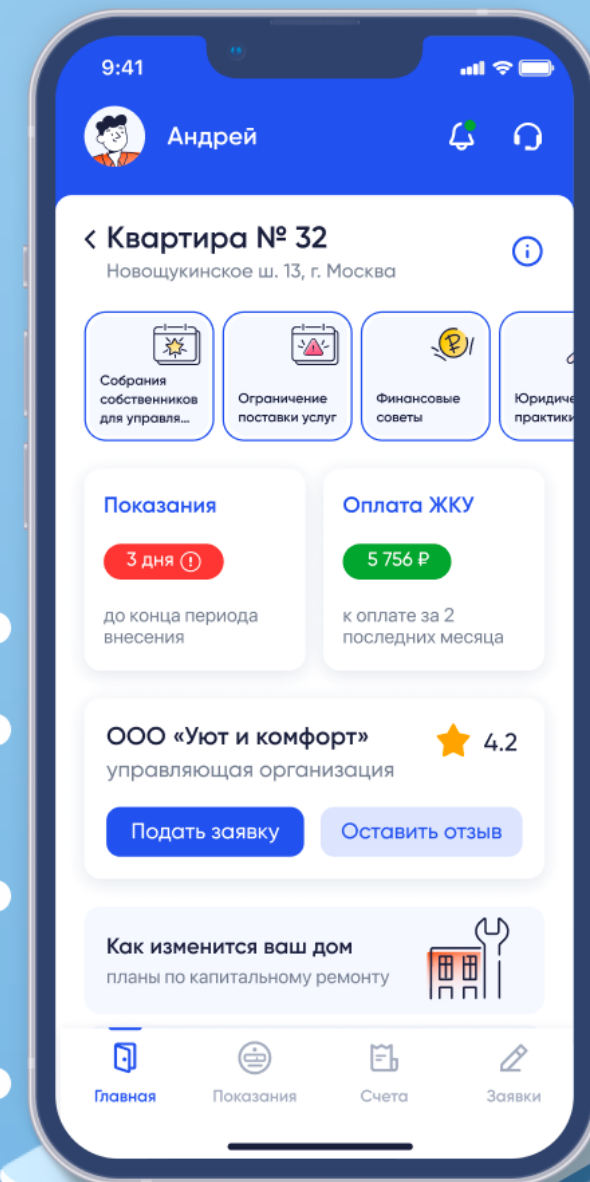 9:41
Андрей
Квартира № 32
Новощукинское ш. 13, г. Москва
Собрания
собственников
для управля...
Ограничение
поставки услуг
Финансовые
советы
Юридиче
практики
Показания
3 дня
до конца периода
внесения
Оплата ЖКУ
5 756 ₽
к оплате за 2
последних месяца
ООО «Уют и комфорт»
4.2
управляющая организация
Подать заявку
Оставить отзыв
Как изменится ваш дом
планы по капитальному ремонту
Главная
Показания
Счета
Заявки